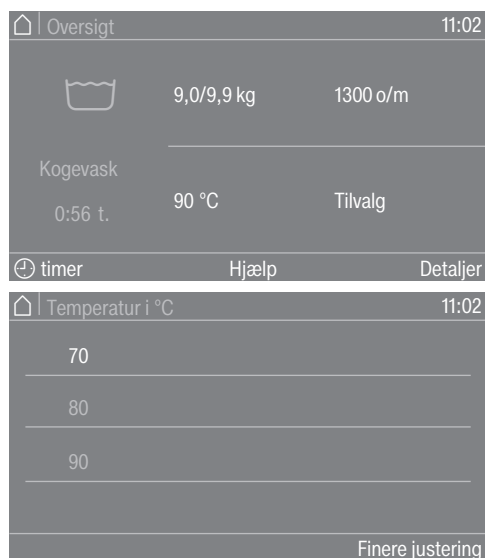 Oversigt 11:02
9,0/9,9 kg 1300 o/m
Kogevask
90 °C Tilvalg
0:56 t.
timer Hjælp Detaljer
Temperatur i °C 11:02
70
80
90
Finere justering